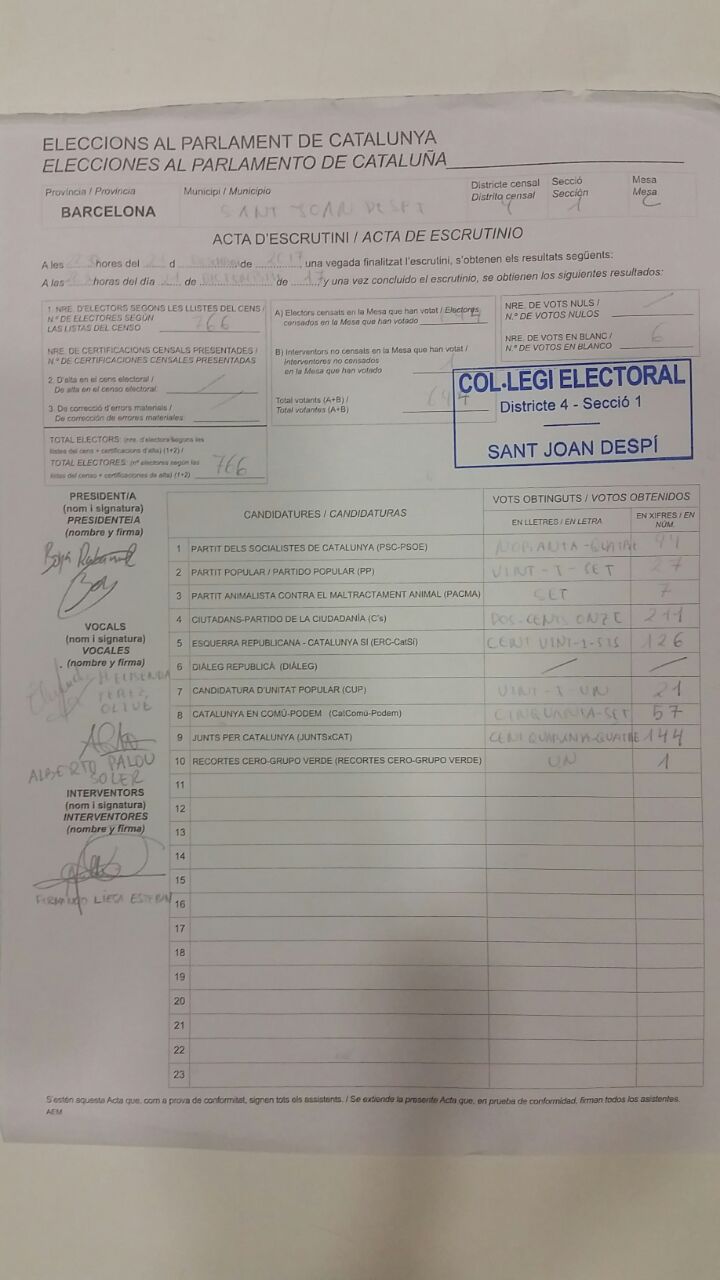 ELECCIONS AL PARLAMENT DE CATALUNYA
ELECCIONES AL PARLAMENTO DE CATALUÑA
Província / Provincia
BARCELONA
Municipi / Municipio
SANT JOAN DESPI
Districte censal
Distrito censal
4
Secció
Sección
1
Mesa
Mesa
C
ACTA D'ESCRUTINI / ACTA DE ESCRUTINIO
A les hores del d de una vegada finalitzat l'escrutini, s'obtenen els resultats següents:
A las horas del día de de 17 y una vez concluido el escrutinio, se obtienen los siguientes resultados:
1. NRE. D'ELECTORS SEGONS LES LLISTES DEL CENS /
N.º DE ELECTORES SEGÚN
LAS LISTAS DEL CENSO 766
NRE. DE CERTIFICACIONS CENSALS PRESENTADES /
N.º DE CERTIFICACIONES CENSALES PRESENTADAS
2. D'alta en el cens electoral /
De alta en el censo electoral.
3. De correcció d'errors materials /
De corrección de errores materiales.
TOTAL ELECTORS: (nre. d'electors segons les
llistes del cens + certificacions d'alta) (1+2) /
TOTAL ELECTORES: (nº electores según las
listas del censo + certificaciones de alta) (1+2) 766
A) Electors censats en la Mesa que han votat / Electores
censados en la Mesa que han votado
B) Interventors no censats en la Mesa que han votat /
Interventores no censados
en la Mesa que han votado
Total votants (A+B) /
Total votantes (A+B)
NRE. DE VOTS NULS /
N.º DE VOTOS NULOS
NRE. DE VOTS EN BLANC /
N.º DE VOTOS EN BLANCO 6
COL·LEGI ELECTORAL
Districte 4 - Secció 1
SANT JOAN DESPÍ
PRESIDENT/A
(nom i signatura)
PRESIDENTE/A
(nombre y firma)
VOCALS
(nom i signatura)
VOCALES
(nombre y firma)
PEREZ
OLIVE
ALBERTO PALOU
SOLER
INTERVENTORS
(nom i signatura)
INTERVENTORES
(nombre y firma)
FERNANDO LIESA ESTEBAN
CANDIDATURES / CANDIDATURAS
VOTS OBTINGUTS / VOTOS OBTENIDOS
EN LLETRES / EN LETRA
EN XIFRES / EN NÚM.
1 PARTIT DELS SOCIALISTES DE CATALUNYA (PSC-PSOE) NORANTA-QUATRE 94
2 PARTIT POPULAR / PARTIDO POPULAR (PP) VINT-I-SET 27
3 PARTIT ANIMALISTA CONTRA EL MALTRACTAMENT ANIMAL (PACMA) SET 7
4 CIUTADANS-PARTIDO DE LA CIUDADANÍA (C's) DOS-CENTS ONZE 211
5 ESQUERRA REPUBLICANA - CATALUNYA SÍ (ERC-CatSí) CENT VINT-I-SIS 126
6 DIÀLEG REPUBLICÀ (DIÀLEG)
7 CANDIDATURA D'UNITAT POPULAR (CUP) VINT-I-UN 21
8 CATALUNYA EN COMÚ-PODEM (CatComú-Podem) CINQUANTA-SET 57
9 JUNTS PER CATALUNYA (JUNTSxCAT) CENT QUARANTA-QUATRE 144
10 RECORTES CERO-GRUPO VERDE (RECORTES CERO-GRUPO VERDE) UN 1
11
12
13
14
15
16
17
18
19
20
21
22
23
S'estén aquesta Acta que, com a prova de conformitat, signen tots els assistents. / Se extiende la presente Acta que, en prueba de conformidad, firman todos los asistentes.
AEM